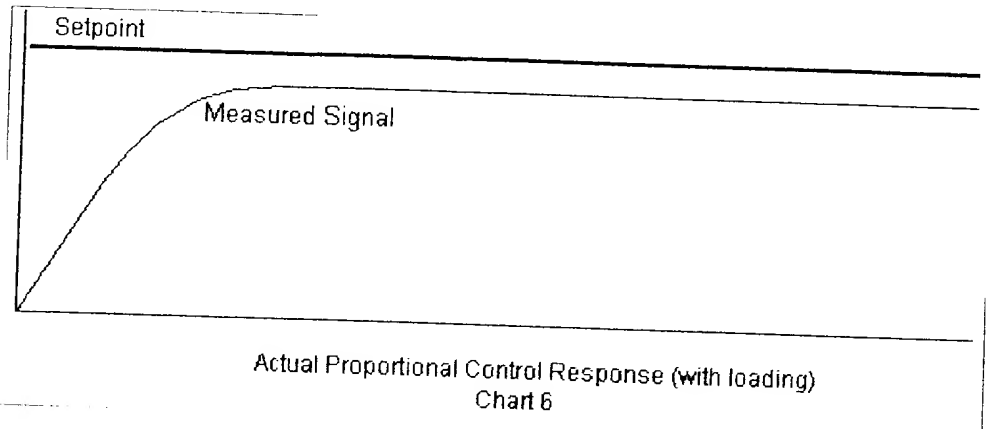 Setpoint
Measured Signal
Actual Proportional Control Response (with loading)
Chart 6